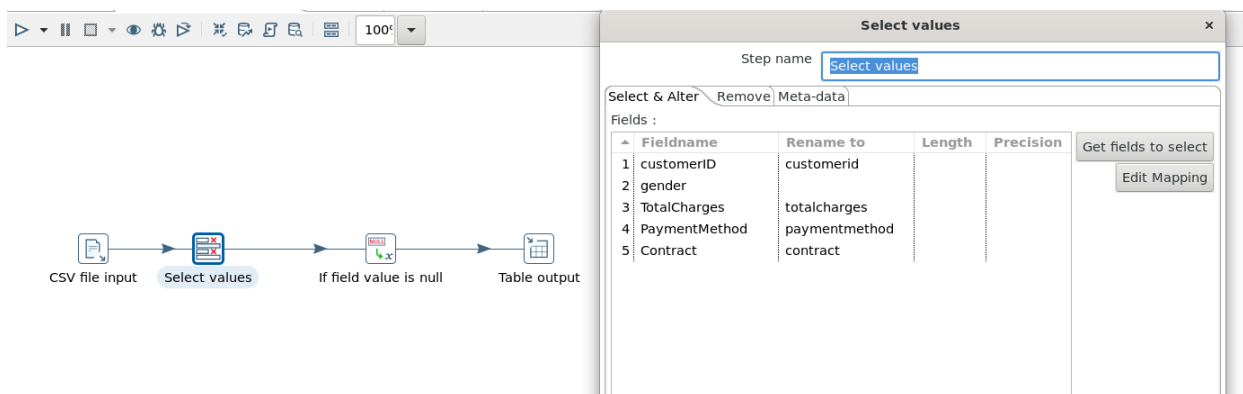 100%
CSV file input
Select values
If field value is null
Table output
NULL
x
Select values
×
Step name
Select values
Select & Alter
Remove
Meta-data
Fields :
Fieldname Rename to Length Precision
1 customerID customerid
2 gender
3 TotalCharges totalcharges
4 PaymentMethod paymentmethod
5 Contract contract
Get fields to select
Edit Mapping